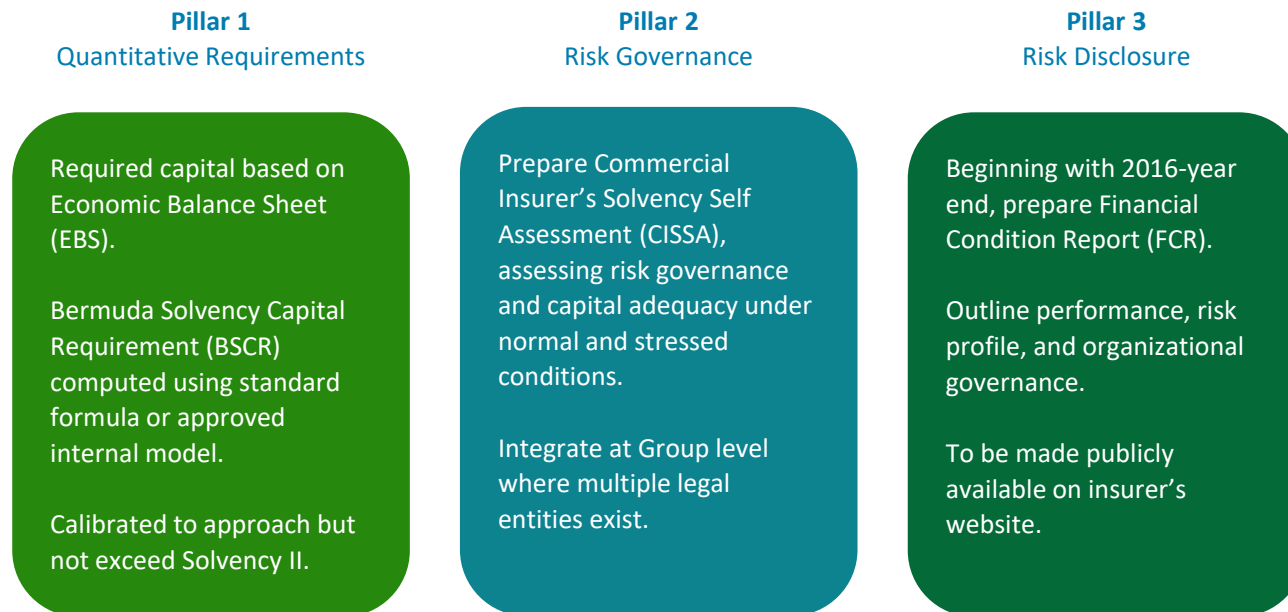 Pillar 1
Quantitative Requirements
Required capital based on
Economic Balance Sheet
(EBS).
Bermuda Solvency Capital
Requirement (BSCR)
computed using standard
formula or approved
internal model.
Calibrated to approach but
not exceed Solvency II.
Pillar 2
Risk Governance
Prepare Commercial
Insurer’s Solvency Self
Assessment (CISSA),
assessing risk governance
and capital adequacy under
normal and stressed
conditions.
Integrate at Group level
where multiple legal
entities exist.
Pillar 3
Risk Disclosure
Beginning with 2016-year
end, prepare Financial
Condition Report (FCR).
Outline performance, risk
profile, and organizational
governance.
To be made publicly
available on insurer’s
website.